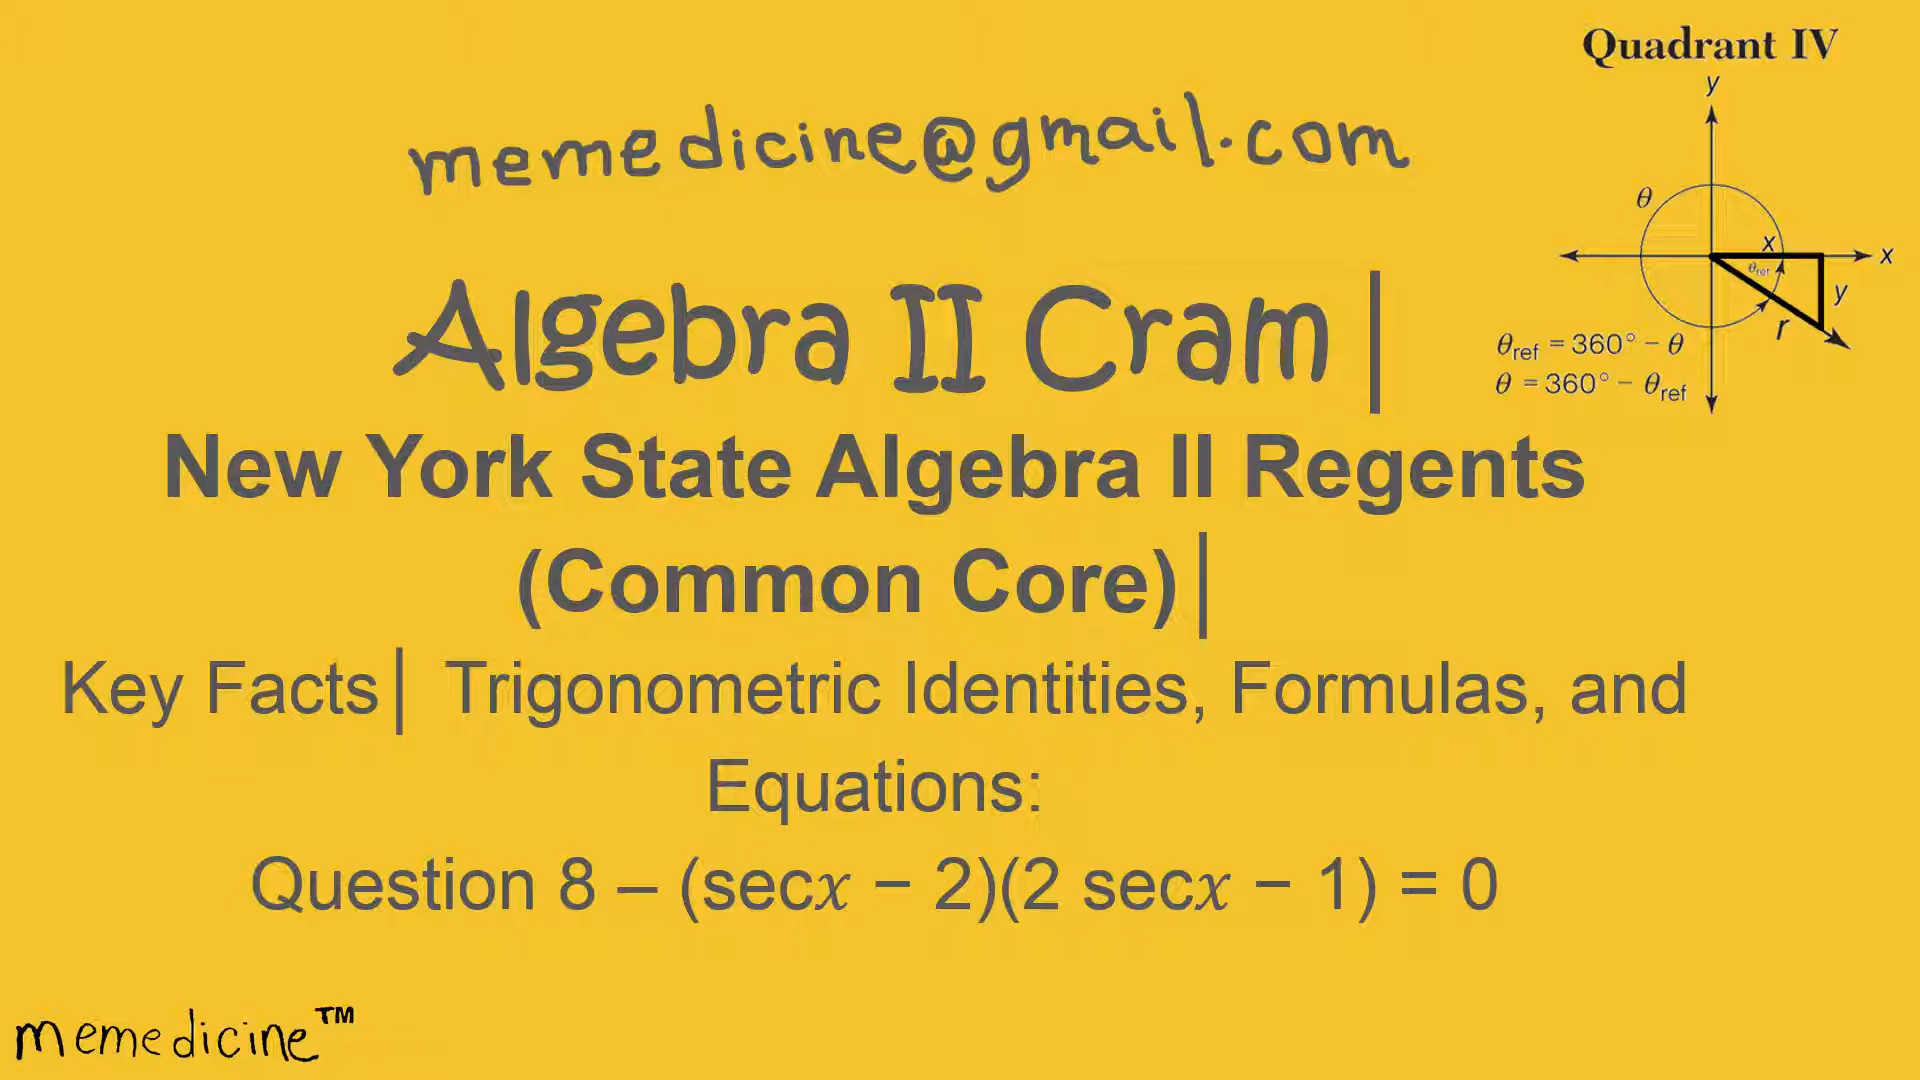 Quadrant IV
y
memedicine@gmail.com
θ
x
x
θref
y
r
Algebra II Cram|
θref = 360° − θ
θ = 360° − θref
New York State Algebra II Regents
(Common Core)|
Key Facts| Trigonometric Identities, Formulas, and
Equations:
Question 8 – (secx − 2)(2 secx − 1) = 0
memedicine™